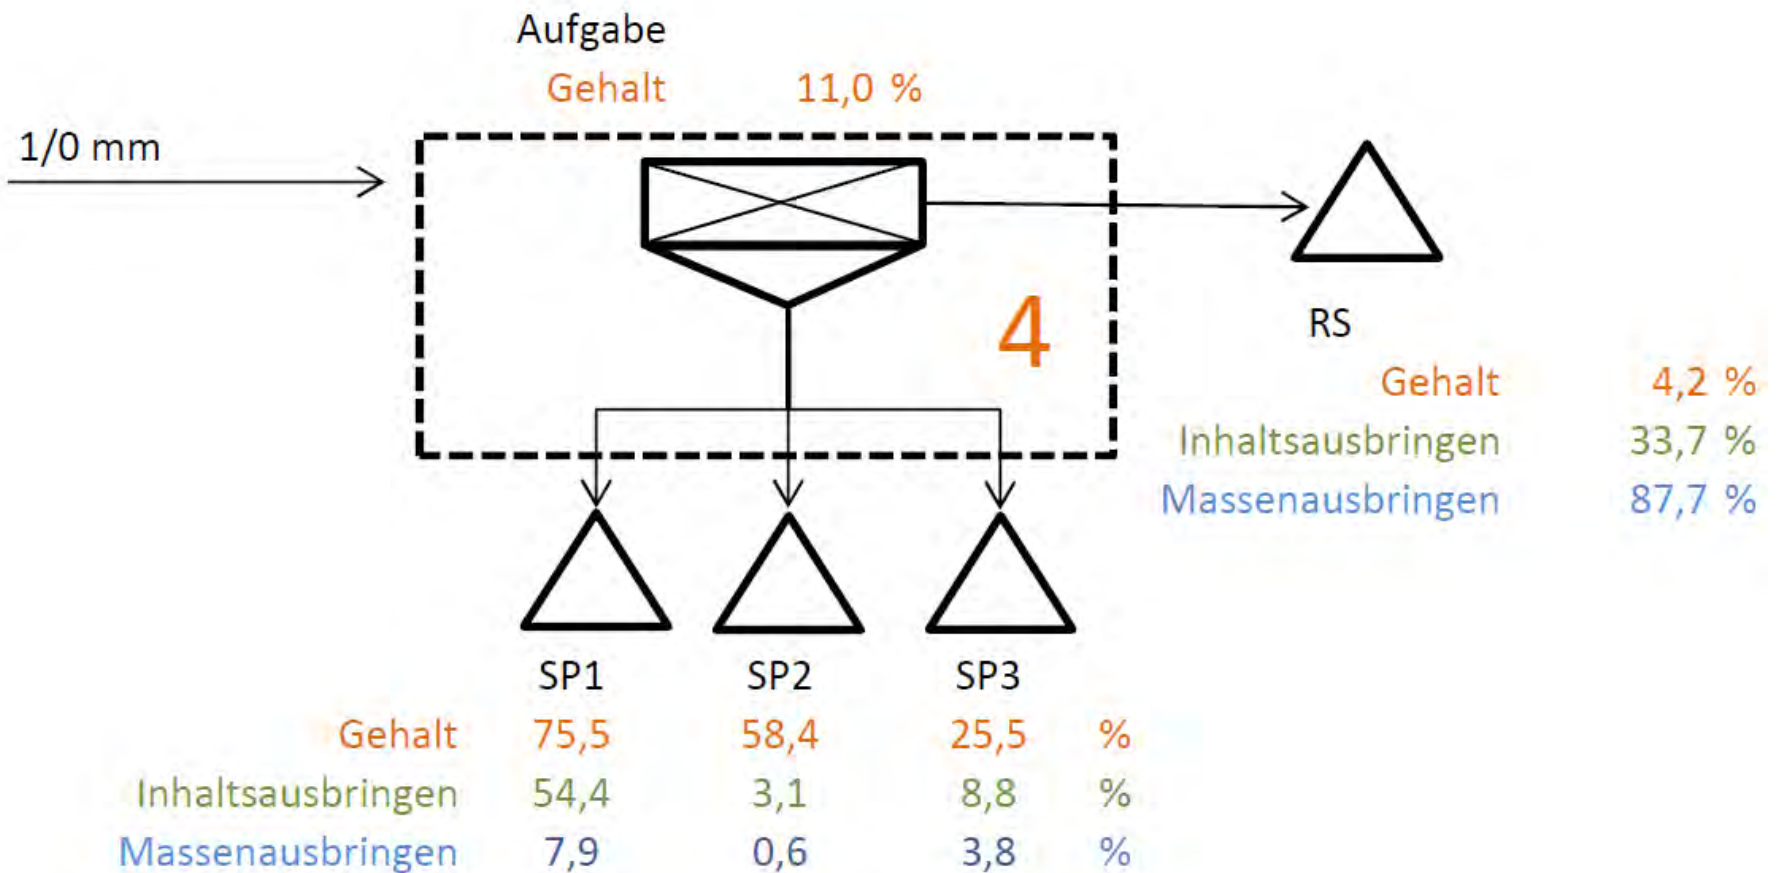 Aufgabe
Gehalt 11,0 %
1/0 mm
4
RS
Gehalt 4,2 %
Inhaltsausbringen 33,7 %
Massenausbringen 87,7 %
SP1 SP2 SP3
Gehalt 75,5 58,4 25,5 %
Inhaltsausbringen 54,4 3,1 8,8 %
Massenausbringen 7,9 0,6 3,8 %